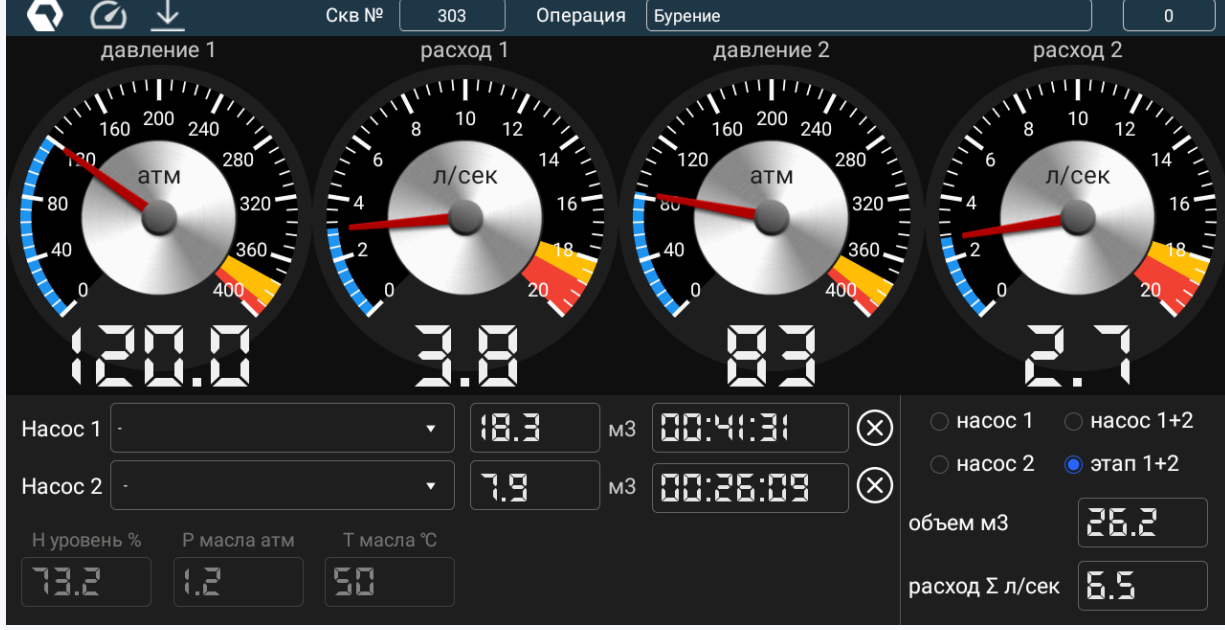 Скв № 303 Операция Бурение 0
давление 1 расход 1 давление 2 расход 2
0 40 80 120 160 200 240 280 320 360 400 атм
0 2 4 6 8 10 12 14 16 18 20 л/сек
0 40 80 120 160 200 240 280 320 360 400 атм
0 2 4 6 8 10 12 14 16 18 20 л/сек
120.0 3.8 83 2.7
Насос 1 - 18.3 м3 00:41:31
Насос 2 - 7.9 м3 00:26:09
Н уровень % Р масла атм Т масла °C
73.2 1.2 50
насос 1 насос 1+2
насос 2 этап 1+2
объем м3 26.2
расход Σ л/сек 6.5